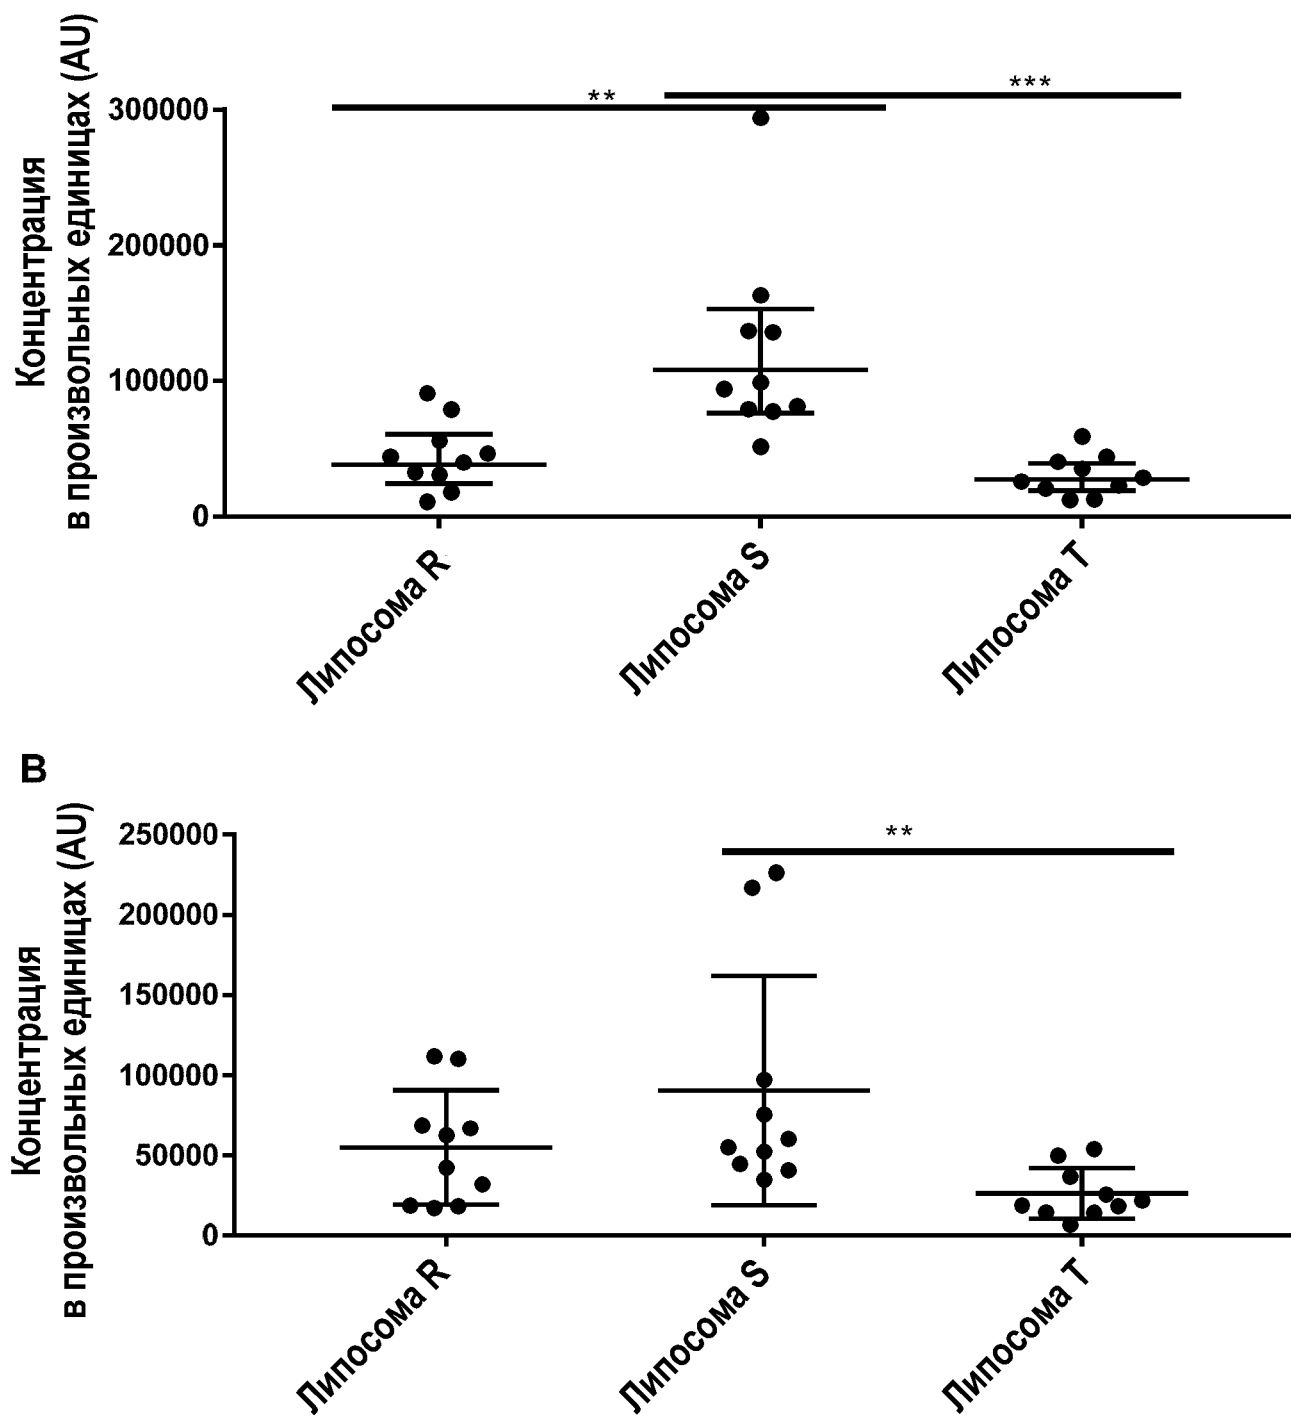 Концентрация
в произвольных единицах (AU)
**
***
300000
200000
100000
0
Липосома R
Липосома S
Липосома T
B
Концентрация
в произвольных единицах (AU)
**
250000
200000
150000
100000
50000
0
Липосома R
Липосома S
Липосома T